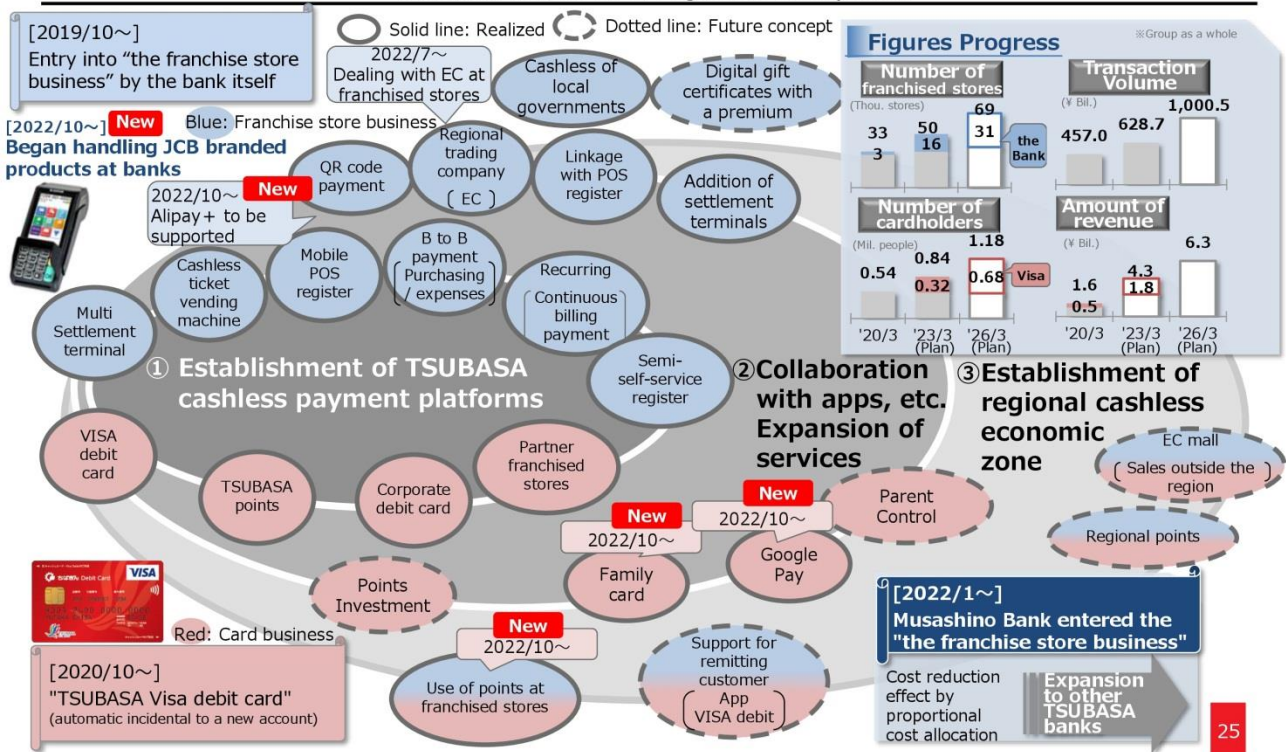 Solid line: Realized
Dotted line: Future concept
[2019/10～]
Entry into “the franchise store
business” by the bank itself
2022/7～
Dealing with EC at
franchised stores
Cashless of
local
governments
Digital gift
certificates with
a premium
[2022/10～] New
Began handling JCB branded
products at banks
Blue: Franchise store business
2022/10～ New
Alipay+ to be
supported
QR code
payment
Regional
trading
company
( EC )
Linkage
with POS
register
Addition of
settlement
terminals
Multi
Settlement
terminal
Cashless
ticket
vending
machine
Mobile
POS
register
B to B
payment
Purchasing
/ expenses
Recurring
Continuous
billing
payment
Semi-
self-service
register
① Establishment of TSUBASA
cashless payment platforms
②Collaboration
with apps, etc.
Expansion of
services
③Establishment of
regional cashless
economic
zone
Figures Progress
※Group as a whole
Number of
franchised stores
(Thou. stores)
33
3
50
16
69
31
the
Bank
Transaction
Volume
(¥ Bil.)
457.0
628.7
1,000.5
Number of
cardholders
(Mil. people)
0.54
0.84
0.32
1.18
0.68
Visa
'20/3
'23/3
(Plan)
'26/3
(Plan)
Amount of
revenue
(¥ Bil.)
1.6
0.5
4.3
1.8
6.3
'20/3
'23/3
(Plan)
'26/3
(Plan)
VISA
debit
card
TSUBASA
points
Corporate
debit card
Partner
franchised
stores
New
2022/10～
Family
card
New
2022/10～
Google
Pay
Parent
Control
EC mall
( Sales outside the
region )
Regional points
Points
Investment
New
2022/10～
Use of points at
franchised stores
Support for
remitting
customer
App
VISA debit
Debit Card
VISA
Red: Card business
[2020/10～]
"TSUBASA Visa debit card"
(automatic incidental to a new account)
[2022/1～]
Musashino Bank entered the
"the franchise store business"
Cost reduction
effect by
proportional
cost allocation
Expansion
to other
TSUBASA
banks
25